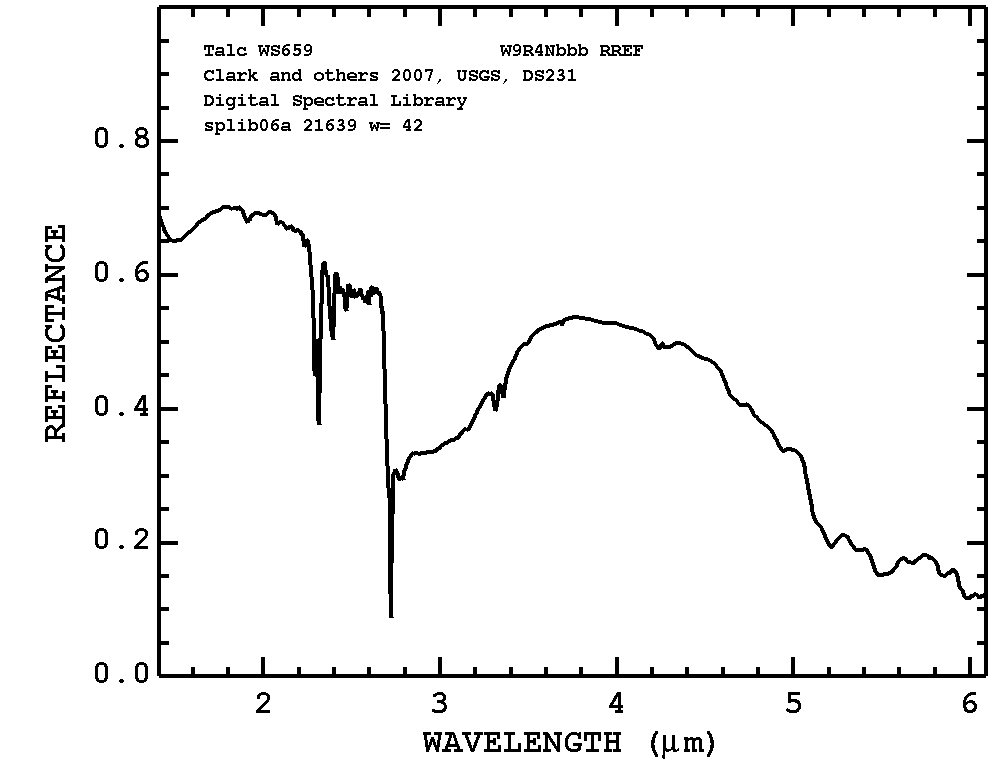 Talc WS659 W9R4Nbbb RREF
Clark and others 2007, USGS, DS231
Digital Spectral Library
splib06a 21639 w= 42
0.8
0.6
0.4
0.2
0.0
REFLECTANCE
2 3 4 5 6
WAVELENGTH (μm)